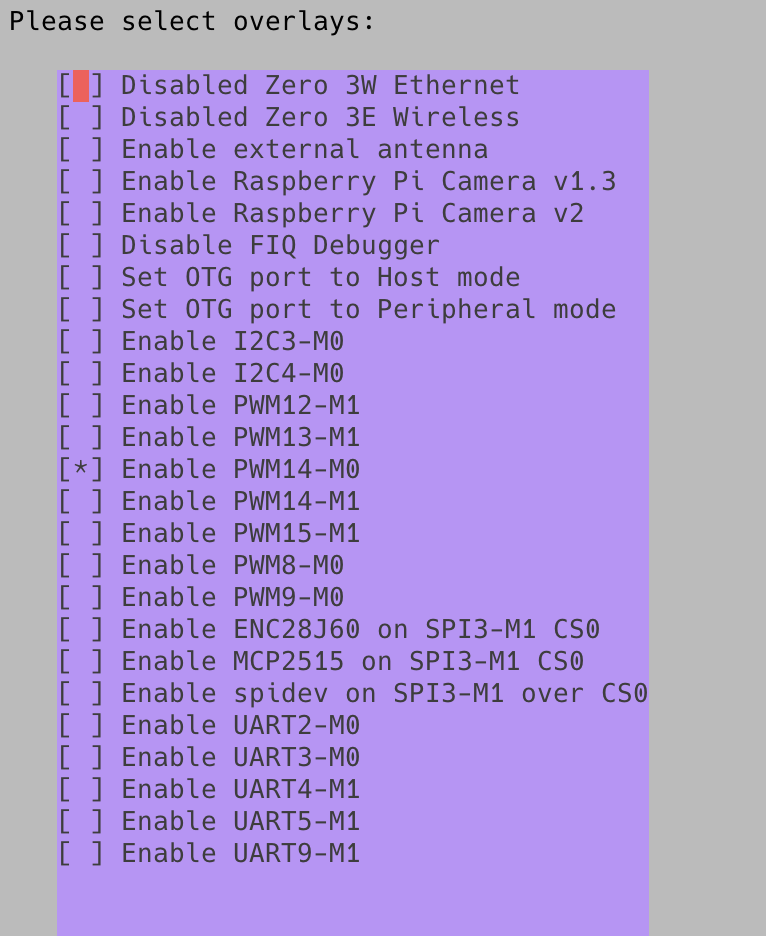 Please select overlays:
[ ] Disabled Zero 3W Ethernet
[ ] Disabled Zero 3E Wireless
[ ] Enable external antenna
[ ] Enable Raspberry Pi Camera v1.3
[ ] Enable Raspberry Pi Camera v2
[ ] Disable FIQ Debugger
[ ] Set OTG port to Host mode
[ ] Set OTG port to Peripheral mode
[ ] Enable I2C3-M0
[ ] Enable I2C4-M0
[ ] Enable PWM12-M1
[ ] Enable PWM13-M1
[*] Enable PWM14-M0
[ ] Enable PWM14-M1
[ ] Enable PWM15-M1
[ ] Enable PWM8-M0
[ ] Enable PWM9-M0
[ ] Enable ENC28J60 on SPI3-M1 CS0
[ ] Enable MCP2515 on SPI3-M1 CS0
[ ] Enable spidev on SPI3-M1 over CS0
[ ] Enable UART2-M0
[ ] Enable UART3-M0
[ ] Enable UART4-M1
[ ] Enable UART5-M1
[ ] Enable UART9-M1